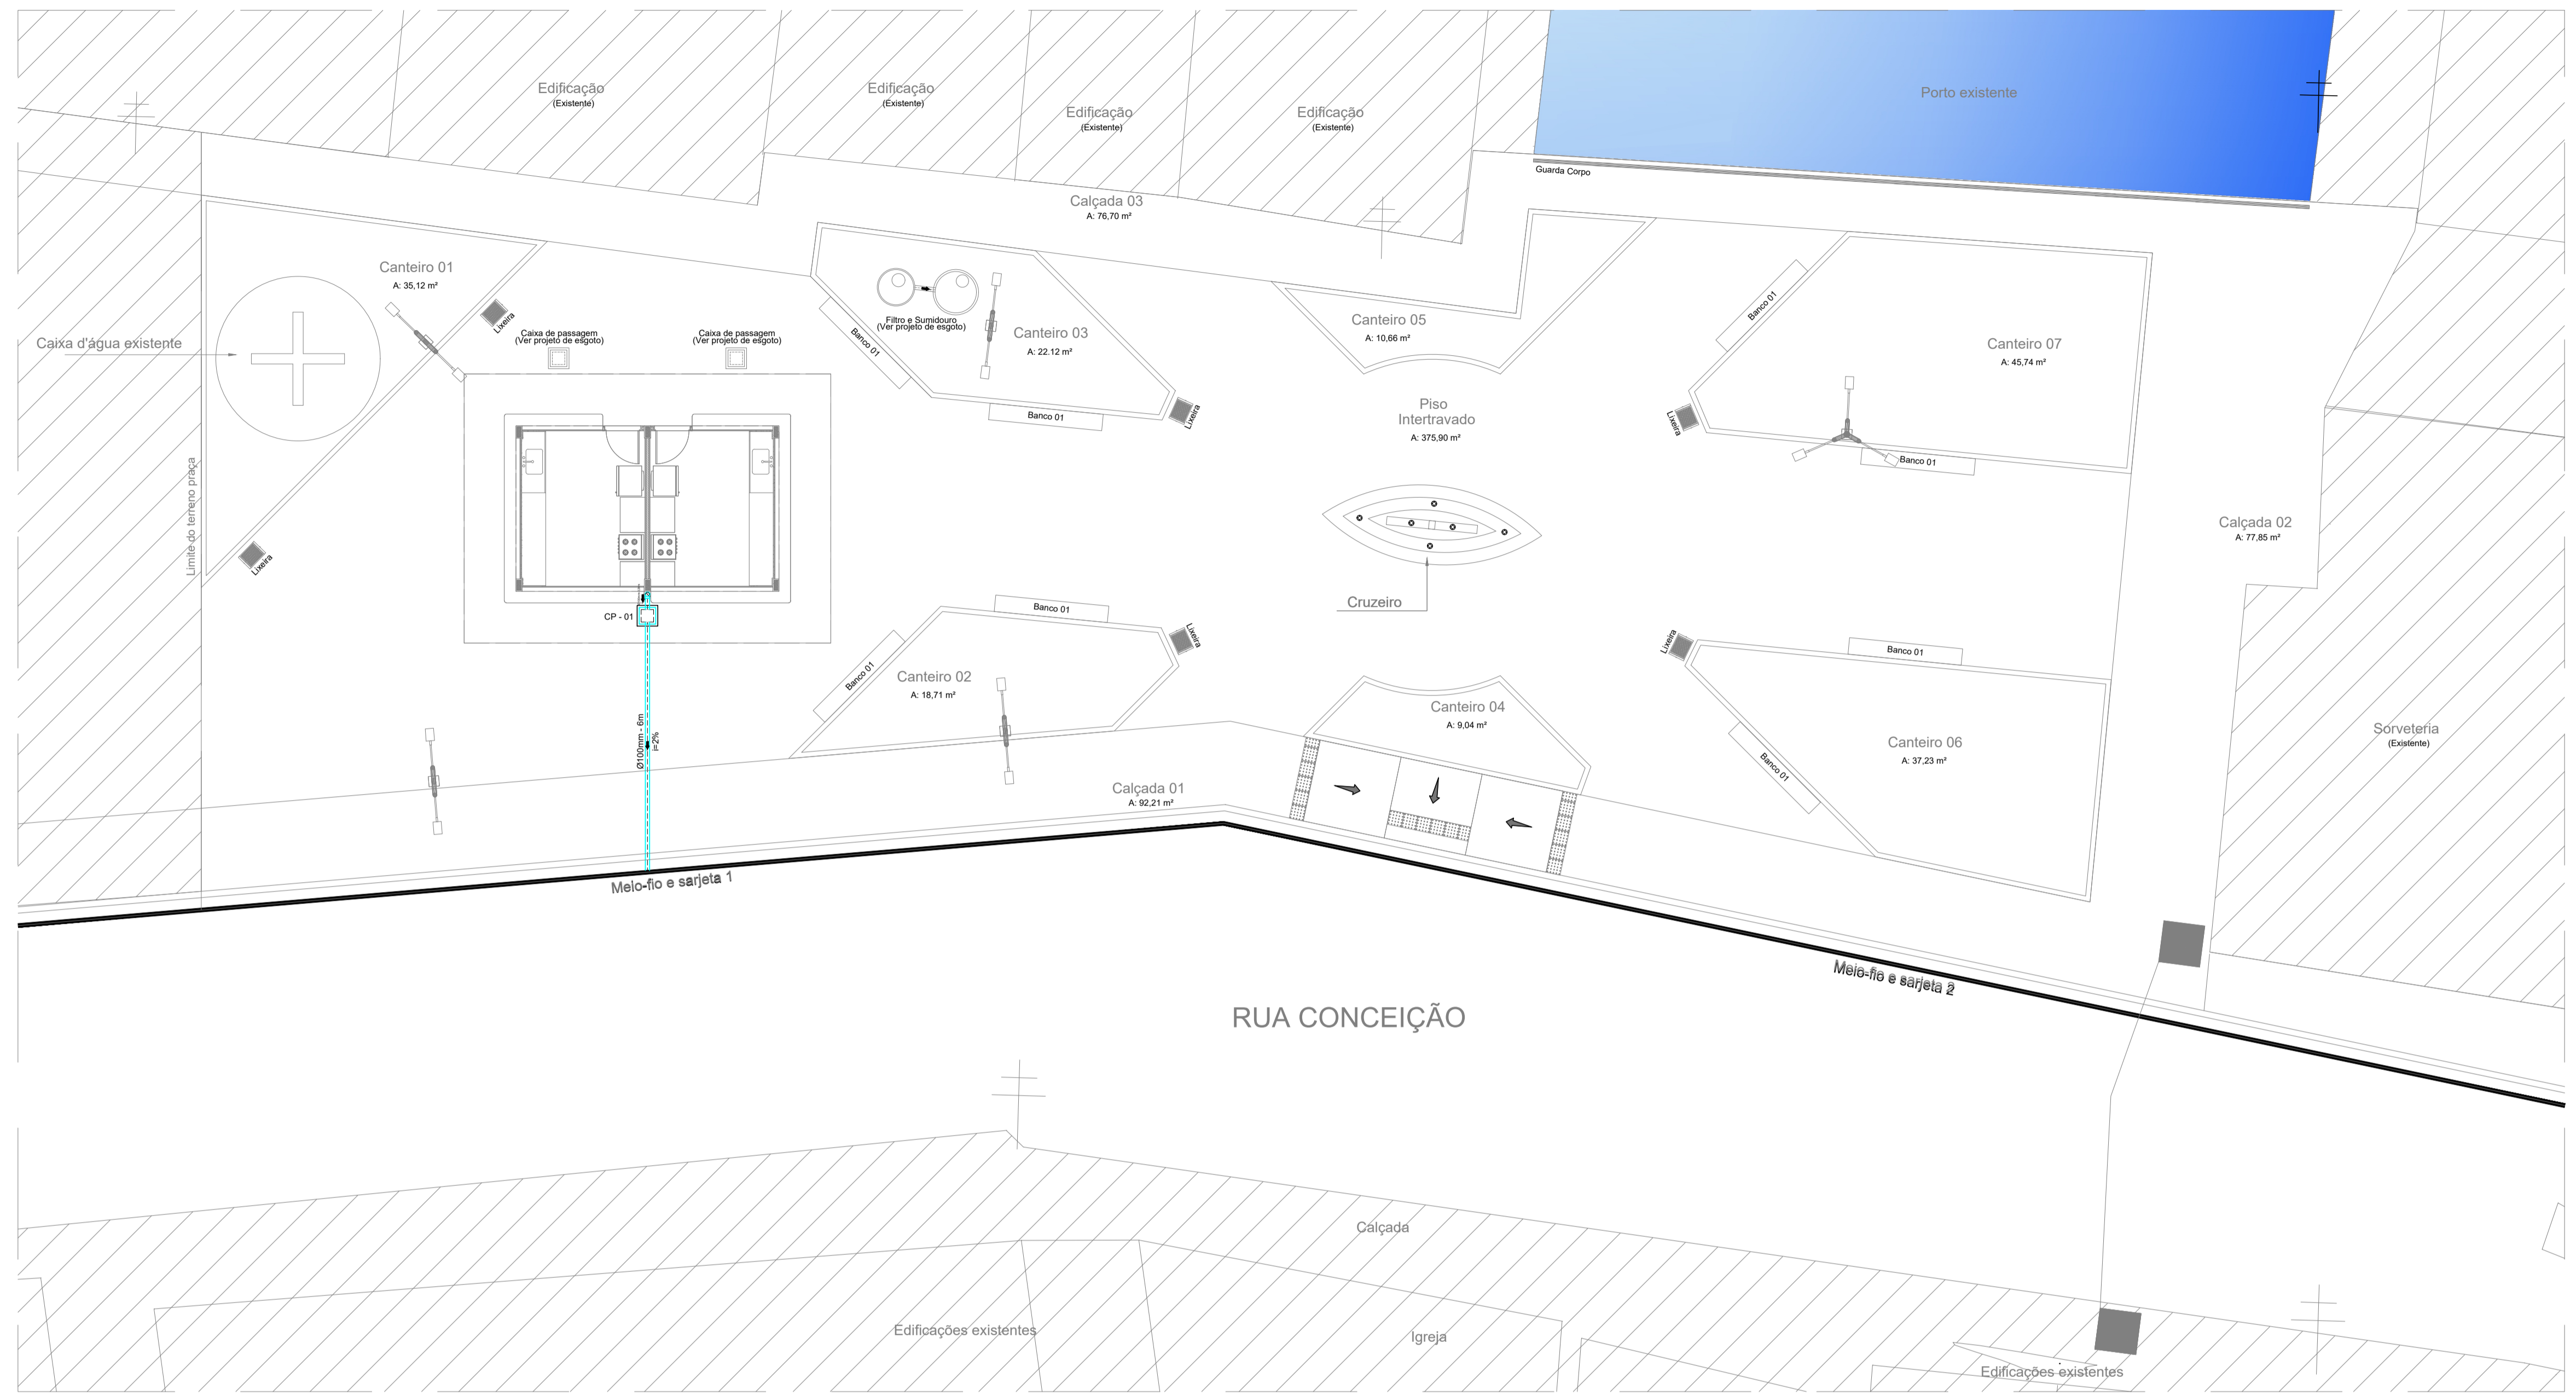 Edificação
(Existente)
Edificação
(Existente)
Edificação
(Existente)
Edificação
(Existente)
Porto existente
Guarda Corpo
Calçada 03
A: 76,70 m²
Canteiro 01
A: 35,12 m²
Lixeira
Caixa d'água existente
Caixa de passagem
(Ver projeto de esgoto)
Caixa de passagem
(Ver projeto de esgoto)
Filtro e Sumidouro
(Ver projeto de esgoto)
Banco 01
Canteiro 03
A: 22.12 m²
Banco 01
Lixeira
Canteiro 05
A: 10,66 m²
Banco 01
Canteiro 07
A: 45,74 m²
Lixeira
Banco 01
Piso
Intertravado
A: 375,90 m²
Limite do terreno praça
Lixeira
Calçada 02
A: 77,85 m²
Cruzeiro
CP - 01
Banco 01
Banco 01
Lixeira
Canteiro 02
A: 18,71 m²
Lixeira
Banco 01
Canteiro 04
A: 9,04 m²
Canteiro 06
A: 37,23 m²
Banco 01
Sorveteria
(Existente)
Ø100mm - 6m
i=2%
Calçada 01
A: 92,21 m²
Meio-fio e sarjeta 1
Meio-fio e sarjeta 2
RUA CONCEIÇÃO
Calçada
Edificações existentes
Igreja
Edificações existentes